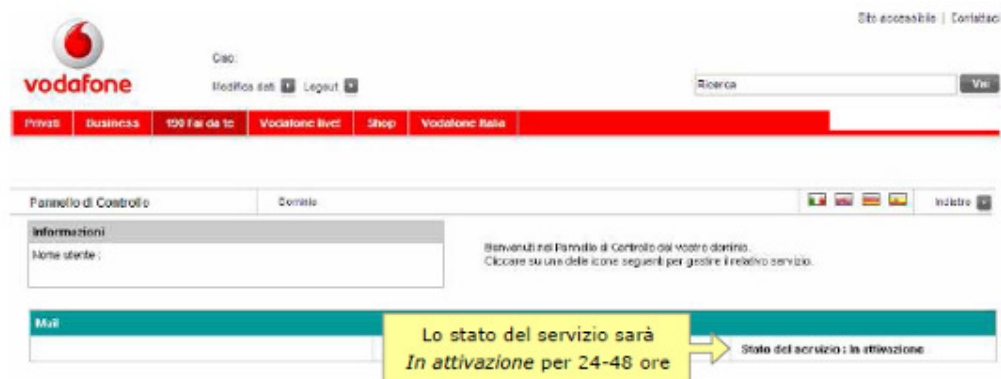 Sito accessibile | Contattaci
Ciao:
vodafone
Modifica dati Logout
Ricerca
Vai
Privati Business 190 Fai da te Vodafone live! Shop Vodafone Italia
Pannello di Controllo
Dominio
Indietro
Informazioni
Nome utente :
Benvenuti nel Pannello di Controllo del vostro dominio.
Cliccare su una delle icone seguenti per gestire il relativo servizio.
Mail
Lo stato del servizio sarà
In attivazione per 24-48 ore
Stato del servizio : In attivazione